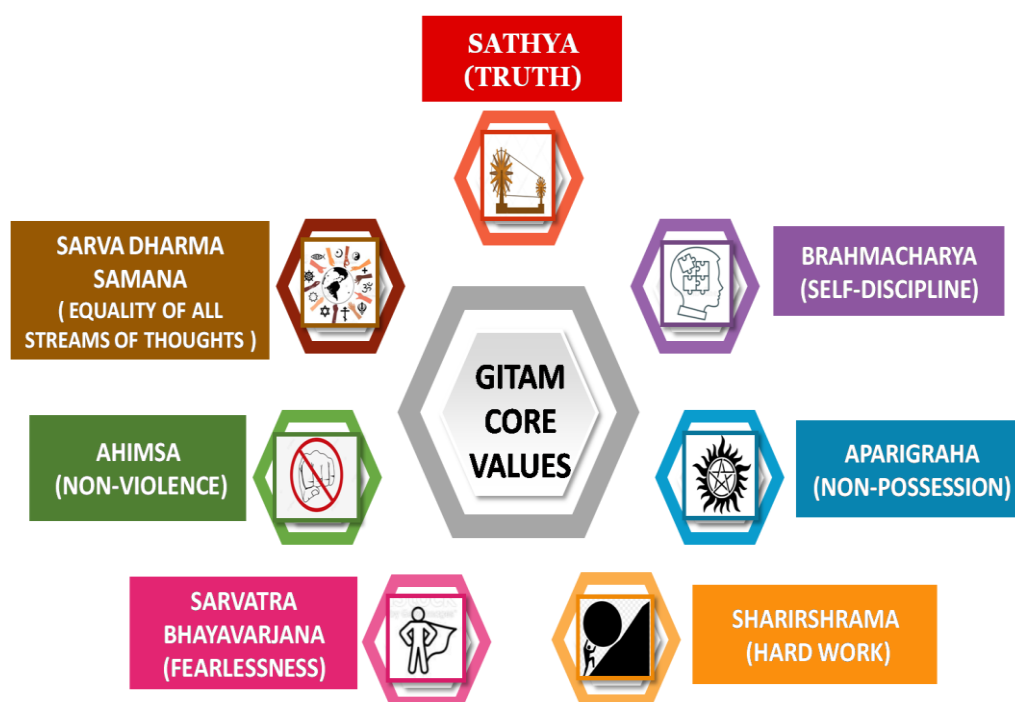 SATHYA
(TRUTH)
SARVA DHARMA
SAMANA
( EQUALITY OF ALL
STREAMS OF THOUGHTS )
BRAHMACHARYA
(SELF-DISCIPLINE)
GITAM
CORE
VALUES
AHIMSA
(NON-VIOLENCE)
APARIGRAHA
(NON-POSSESSION)
SARVATRA
BHAYAVARJANA
(FEARLESSNESS)
SHARIRSHRAMA
(HARD WORK)